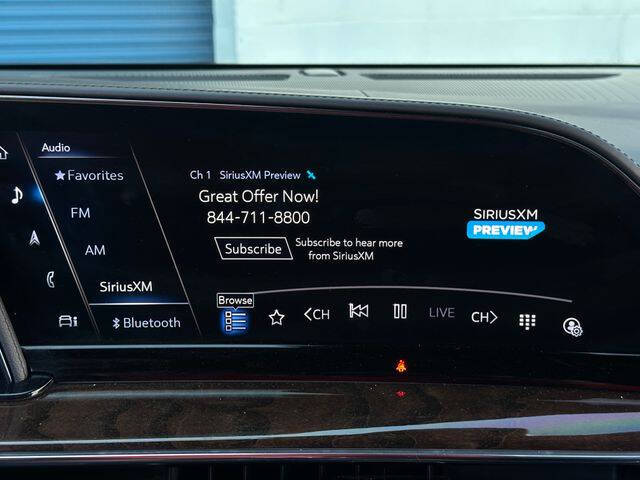 Audio
★Favorites
FM
AM
SiriusXM
Bluetooth
Ch 1 SiriusXM Preview
Great Offer Now!
844-711-8800
Subscribe
Subscribe to hear more
from SiriusXM
SIRIUSXM
PREVIEW
Browse
<CH
LIVE
CH>